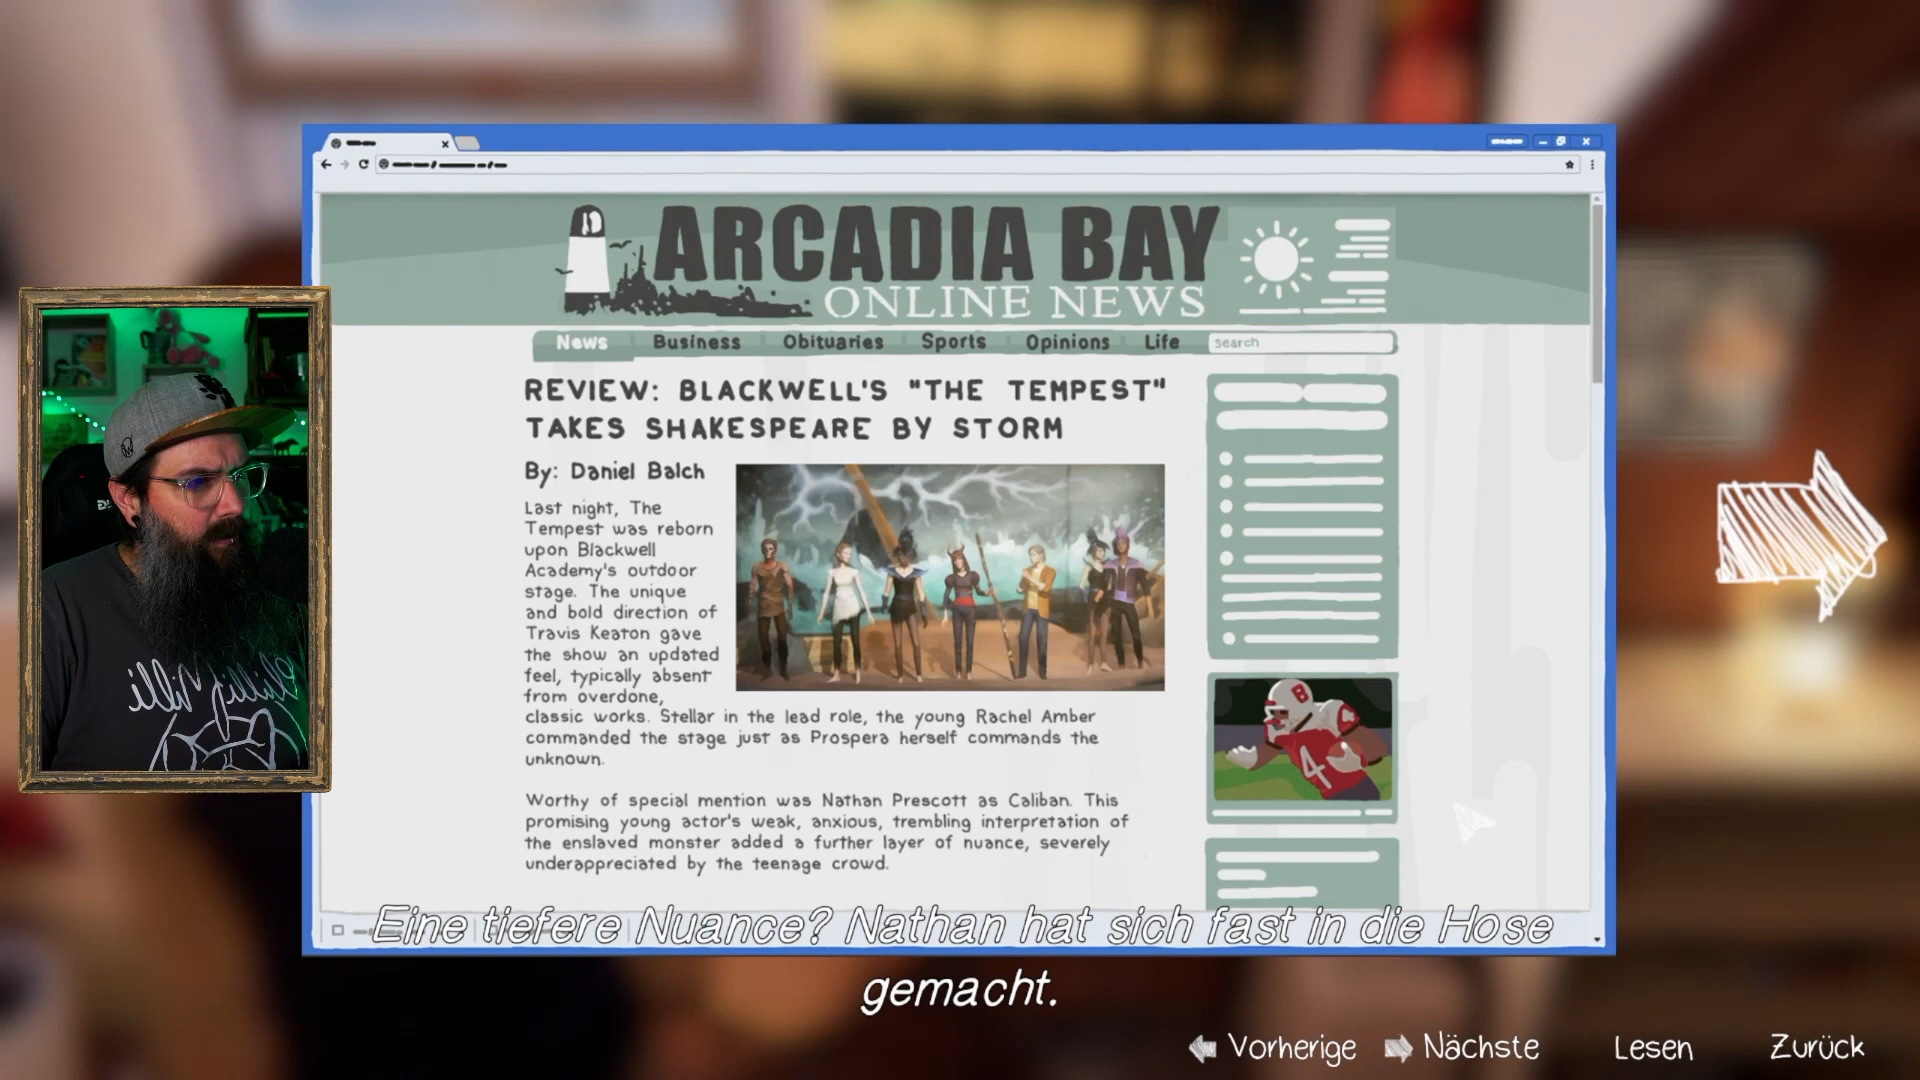 ARCADIA BAY
ONLINE NEWS
News Business Obituaries Sports Opinions Life search
REVIEW: BLACKWELL'S "THE TEMPEST"
TAKES SHAKESPEARE BY STORM
By: Daniel Balch
Last night, The
Tempest was reborn
upon Blackwell
Academy's outdoor
stage. The unique
and bold direction of
Travis Keaton gave
the show an updated
feel, typically absent
from overdone,
classic works. Stellar in the lead role, the young Rachel Amber
commanded the stage just as Prospera herself commands the
unknown.
Worthy of special mention was Nathan Prescott as Caliban. This
promising young actor's weak, anxious, trembling interpretation of
the enslaved monster added a further layer of nuance, severely
underappreciated by the teenage crowd.
B
4
Eine tiefere Nuance? Nathan hat sich fast in die Hose
gemacht.
Vorherige Nächste Lesen Zurück